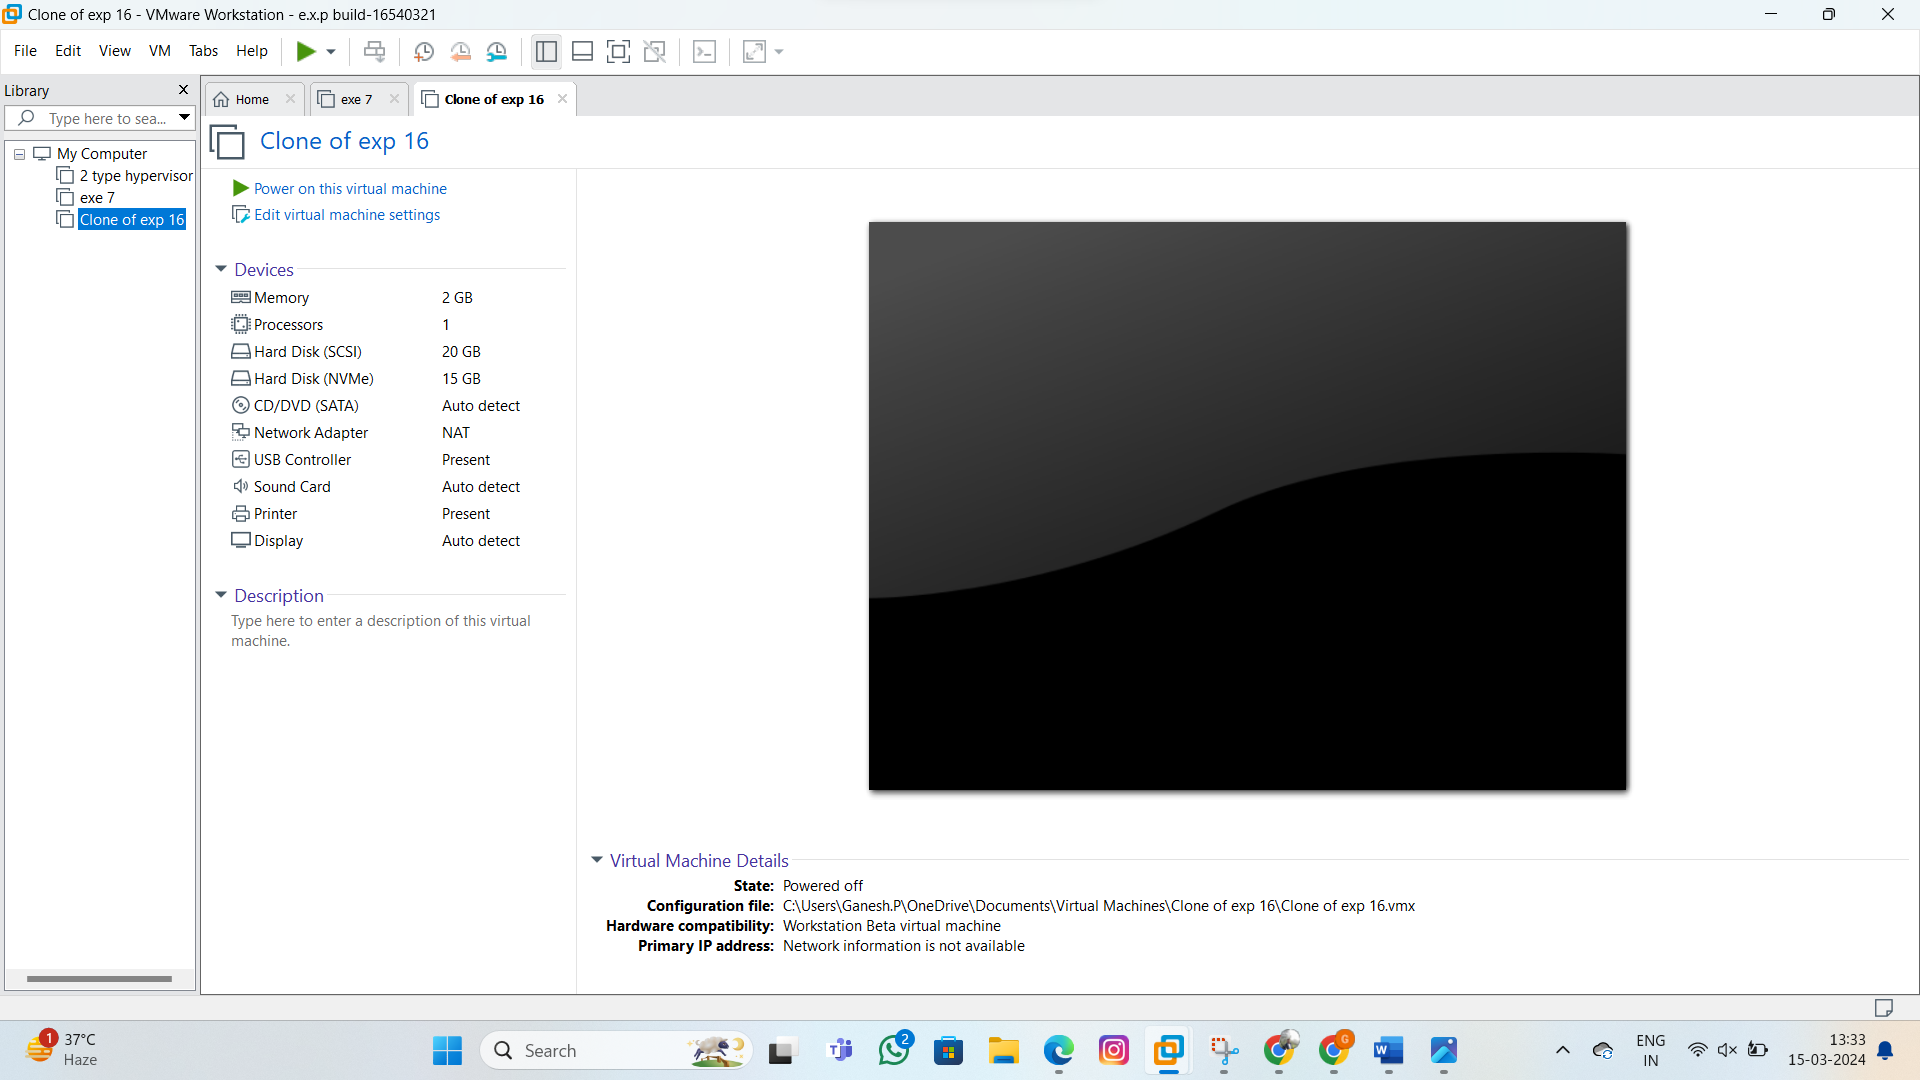 Clone of exp 16 - VMware Workstation - e.x.p build-16540321
File Edit View VM Tabs Help
Library
Type here to sea...
Home
exe 7
Clone of exp 16
My Computer
2 type hypervisor
exe 7
Clone of exp 16
Clone of exp 16
Power on this virtual machine
Edit virtual machine settings
Devices
Memory 2 GB
Processors 1
Hard Disk (SCSI) 20 GB
Hard Disk (NVMe) 15 GB
CD/DVD (SATA) Auto detect
Network Adapter NAT
USB Controller Present
Sound Card Auto detect
Printer Present
Display Auto detect
Description
Type here to enter a description of this virtual
machine.
Virtual Machine Details
State: Powered off
Configuration file: C:\Users\Ganesh.P\OneDrive\Documents\Virtual Machines\Clone of exp 16\Clone of exp 16.vmx
Hardware compatibility: Workstation Beta virtual machine
Primary IP address: Network information is not available
1
37°C
Haze
Search
2
G
W
ENG
IN
13:33
15-03-2024